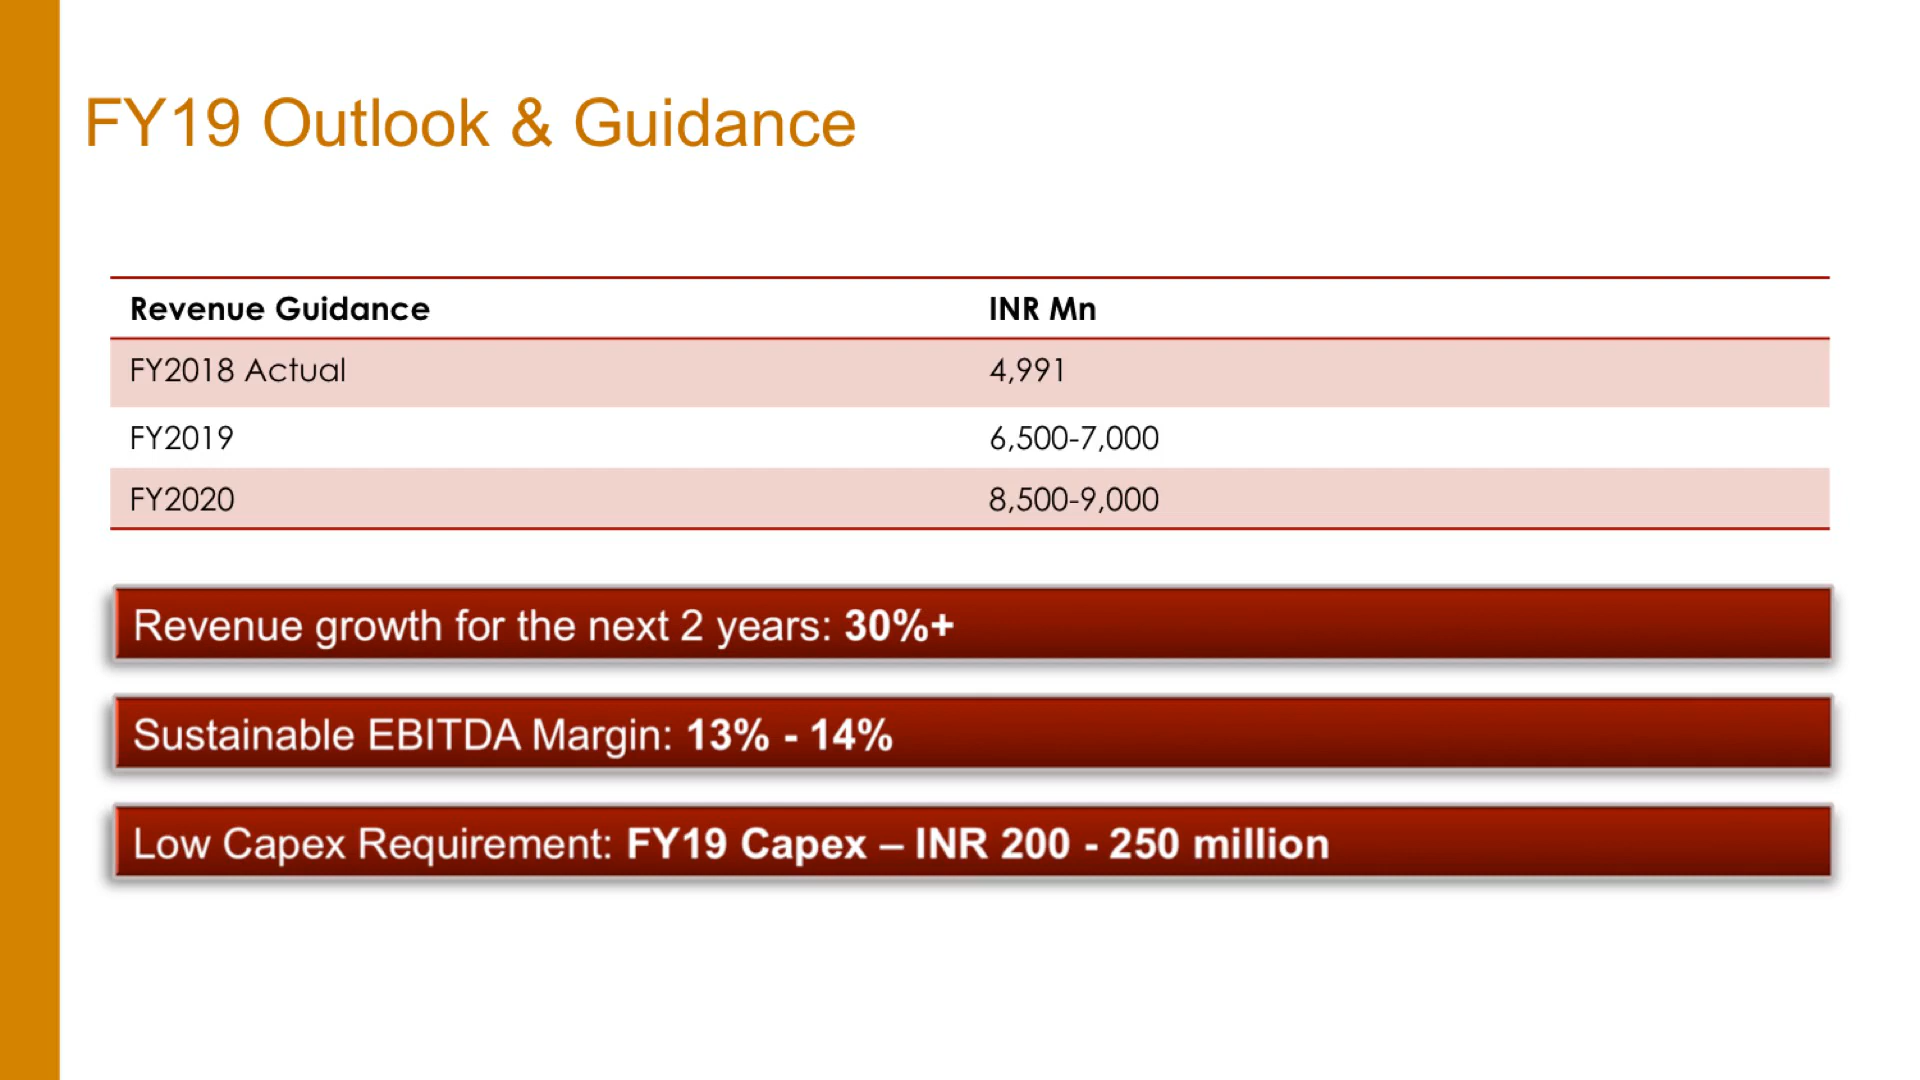 FY19 Outlook & Guidance
Revenue Guidance INR Mn
FY2018 Actual 4,991
FY2019 6,500-7,000
FY2020 8,500-9,000
Revenue growth for the next 2 years: 30%+
Sustainable EBITDA Margin: 13% - 14%
Low Capex Requirement: FY19 Capex – INR 200 - 250 million